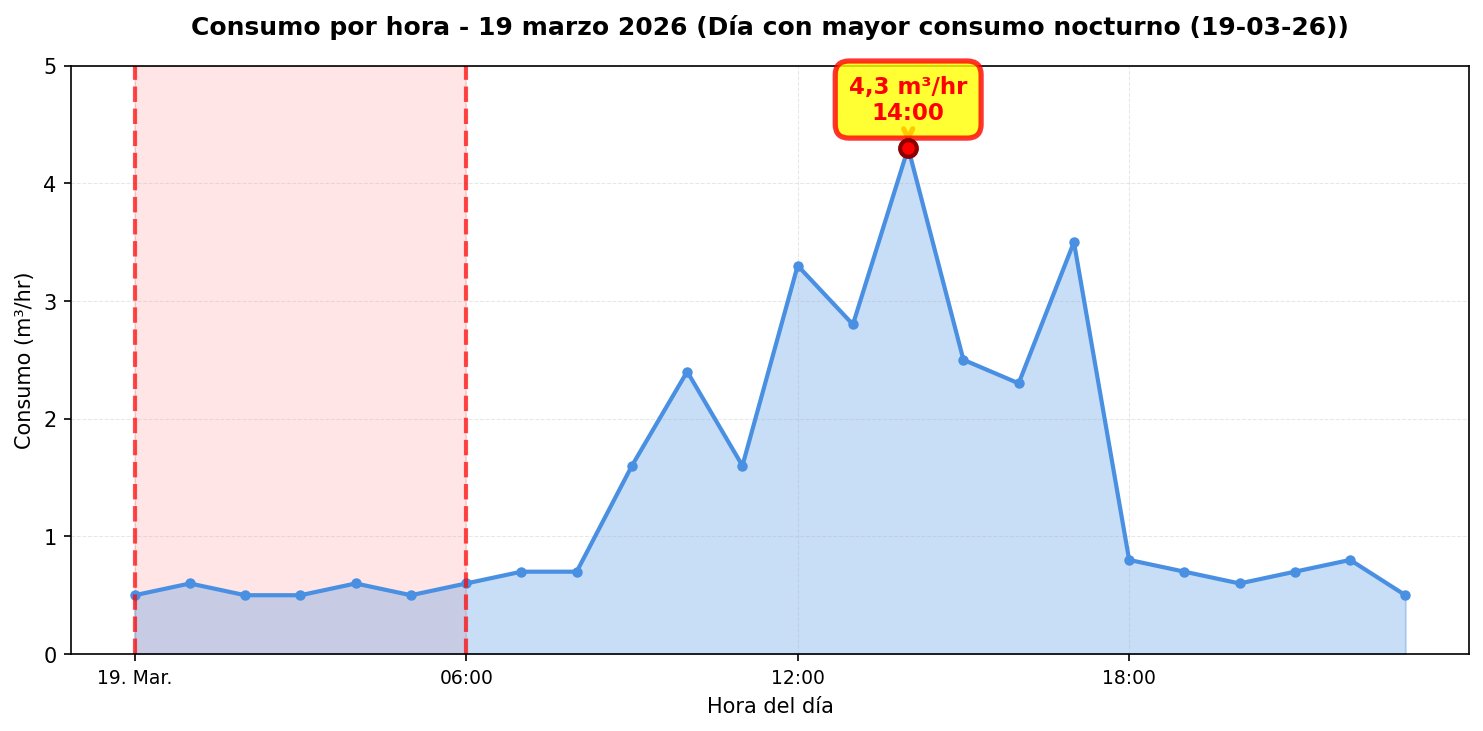 Consumo por hora - 19 marzo 2026 (Día con mayor consumo nocturno (19-03-26))
4,3 m³/hr
14:00
Consumo (m³/hr)
5
4
3
2
1
0
19. Mar.
06:00
12:00
18:00
Hora del día